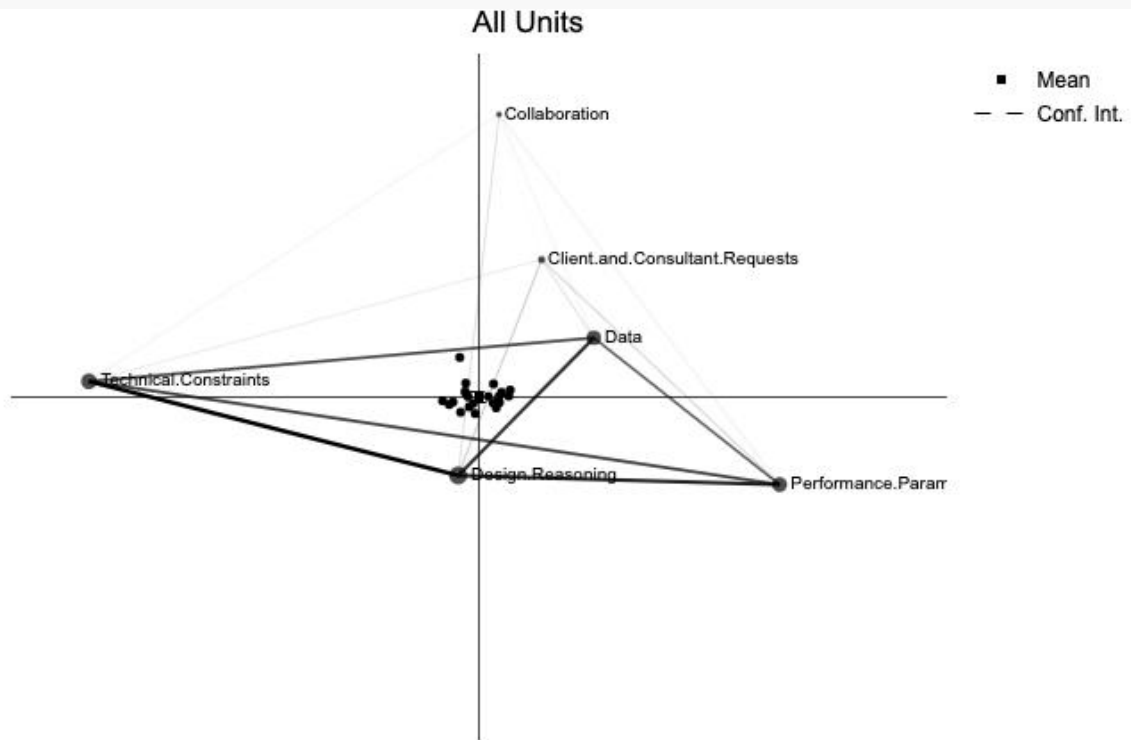 All Units
Mean
Conf. Int.
Collaboration
Client.and.Consultant.Requests
Data
Technical.Constraints
Design.Reasoning
Performance.Param